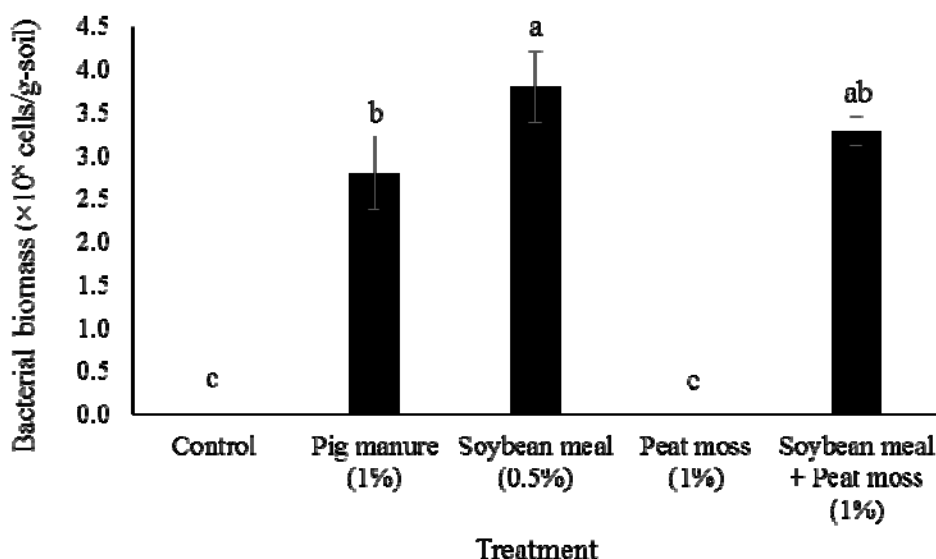 Bacterial biomass (×10⁸ cells/g-soil)
4.5
4.0
3.5
3.0
2.5
2.0
1.5
1.0
0.5
0.0
c
b
a
c
ab
Control
Pig manure
(1%)
Soybean meal
(0.5%)
Peat moss
(1%)
Soybean meal
+ Peat moss
(1%)
Treatment